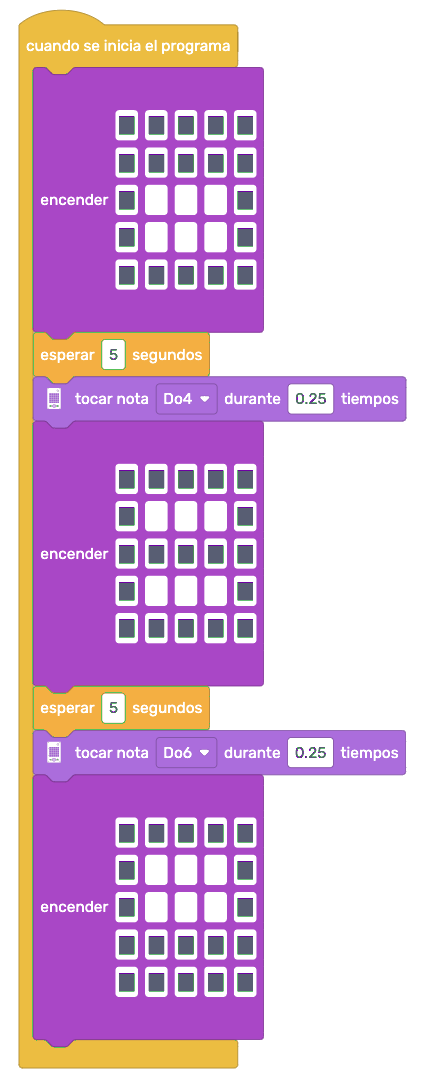 cuando se inicia el programa
encender
esperar 5 segundos
tocar nota Do4 durante 0.25 tiempos
encender
esperar 5 segundos
tocar nota Do6 durante 0.25 tiempos
encender